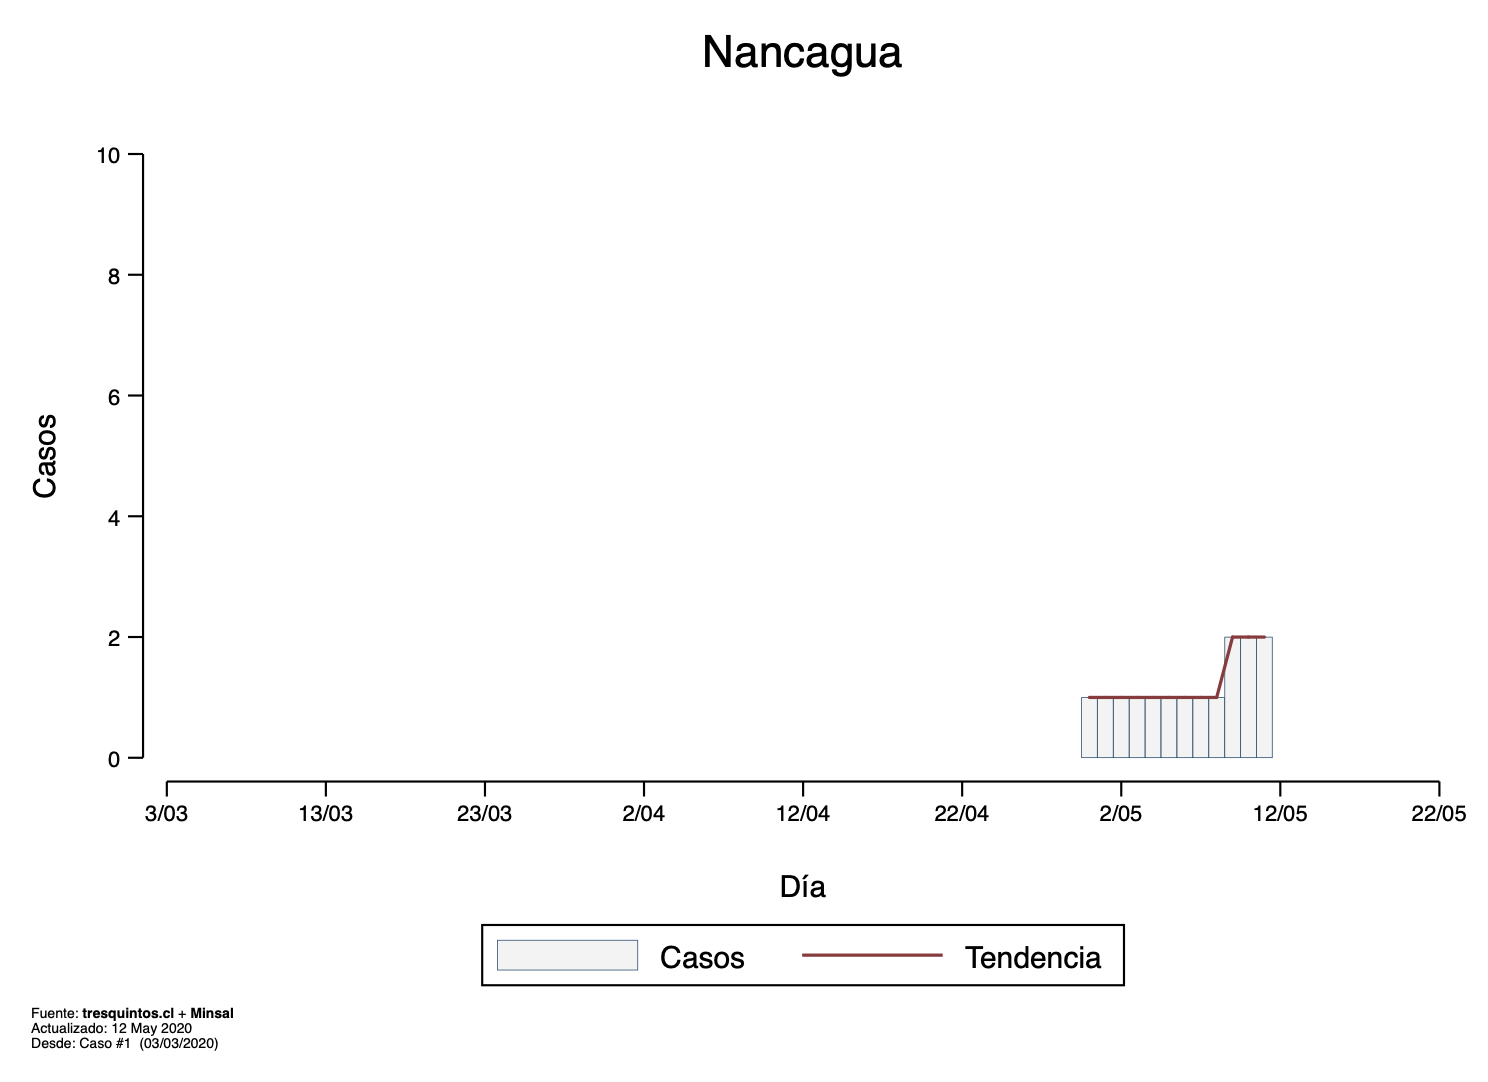 Nancagua
Casos
10
8
6
4
2
0
3/03 13/03 23/03 2/04 12/04 22/04 2/05 12/05 22/05
Día
Casos Tendencia
Fuente: tresquintos.cl + Minsal
Actualizado: 12 May 2020
Desde: Caso #1 (03/03/2020)